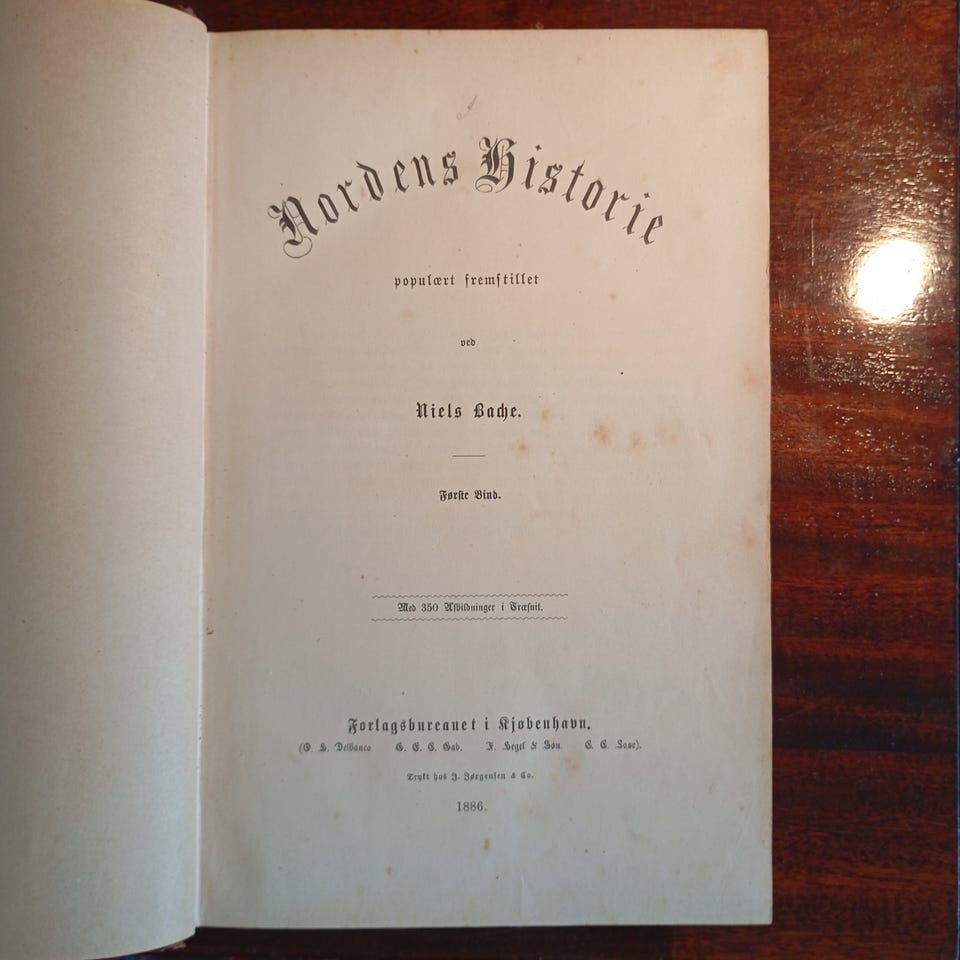 Nordens Historie
populært fremstillet
ved
Niels Bache.
Første Bind.
Med 350 Afbildninger i Træsnit.
Forlagsbureauet i Kjøbenhavn.
(O. H. Delbanco. G. E. C. Gad. F. Hegel & Søn. C. C. Lose).
Trykt hos J. Jørgensen & Co.
1886.